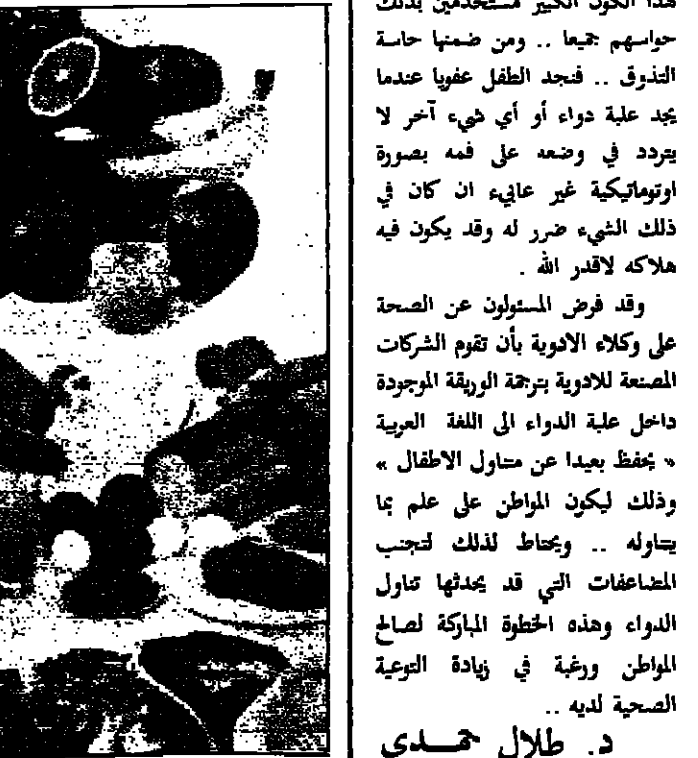 هذا الكون الكبير مستخدمين بذلك
حواسهم جميعا .. ومن ضمنها حاسة
التذوق .. فنجد الطفل عفويا عندما
يجد علبة دواء أو أي شيء آخر لا
يتردد في وضعه على فمه بصورة
اوتوماتيكية غير عابيء ان كان في
ذلك الشيء ضرر له وقد يكون فيه
هلاكه لاقدر الله .
وقد فرض المسئولون عن الصحة
على وكلاء الادوية بأن تقوم الشركات
المصنعة للادوية بترجمة الوريقة الموجودة
داخل علبة الدواء الى اللغة العربية
« يحفظ بعيدا عن متناول الاطفال »
وذلك ليكون المواطن على علم بما
يتناوله .. ويحتاط لذلك لتجنب
المضاعفات التي قد يحدثها تناول
الدواء وهذه الخطوة المباركة لصالح
المواطن ورغبة في زيادة التوعية
الصحية لديه ..
د. طلال حمدى